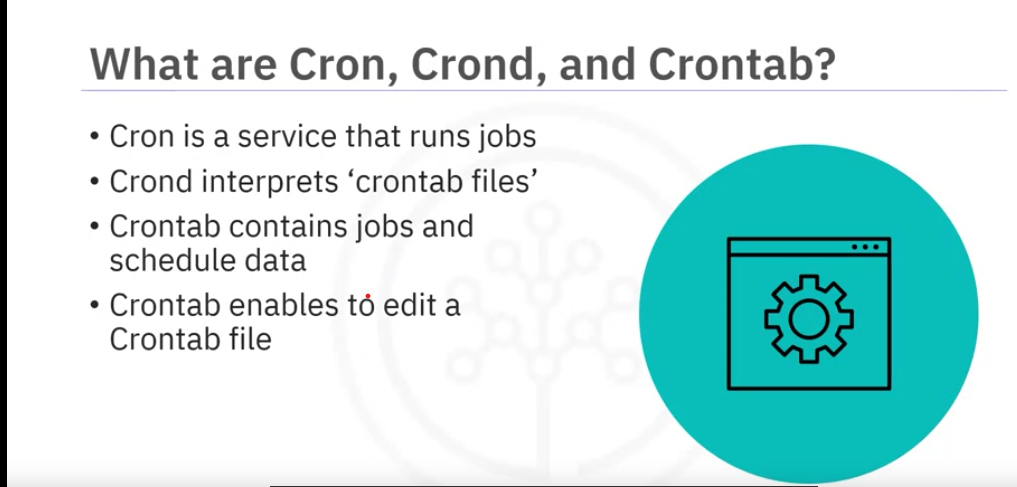 What are Cron, Crond, and Crontab?
• Cron is a service that runs jobs
• Crond interprets ‘crontab files’
• Crontab contains jobs and
schedule data
• Crontab enables to edit a
Crontab file